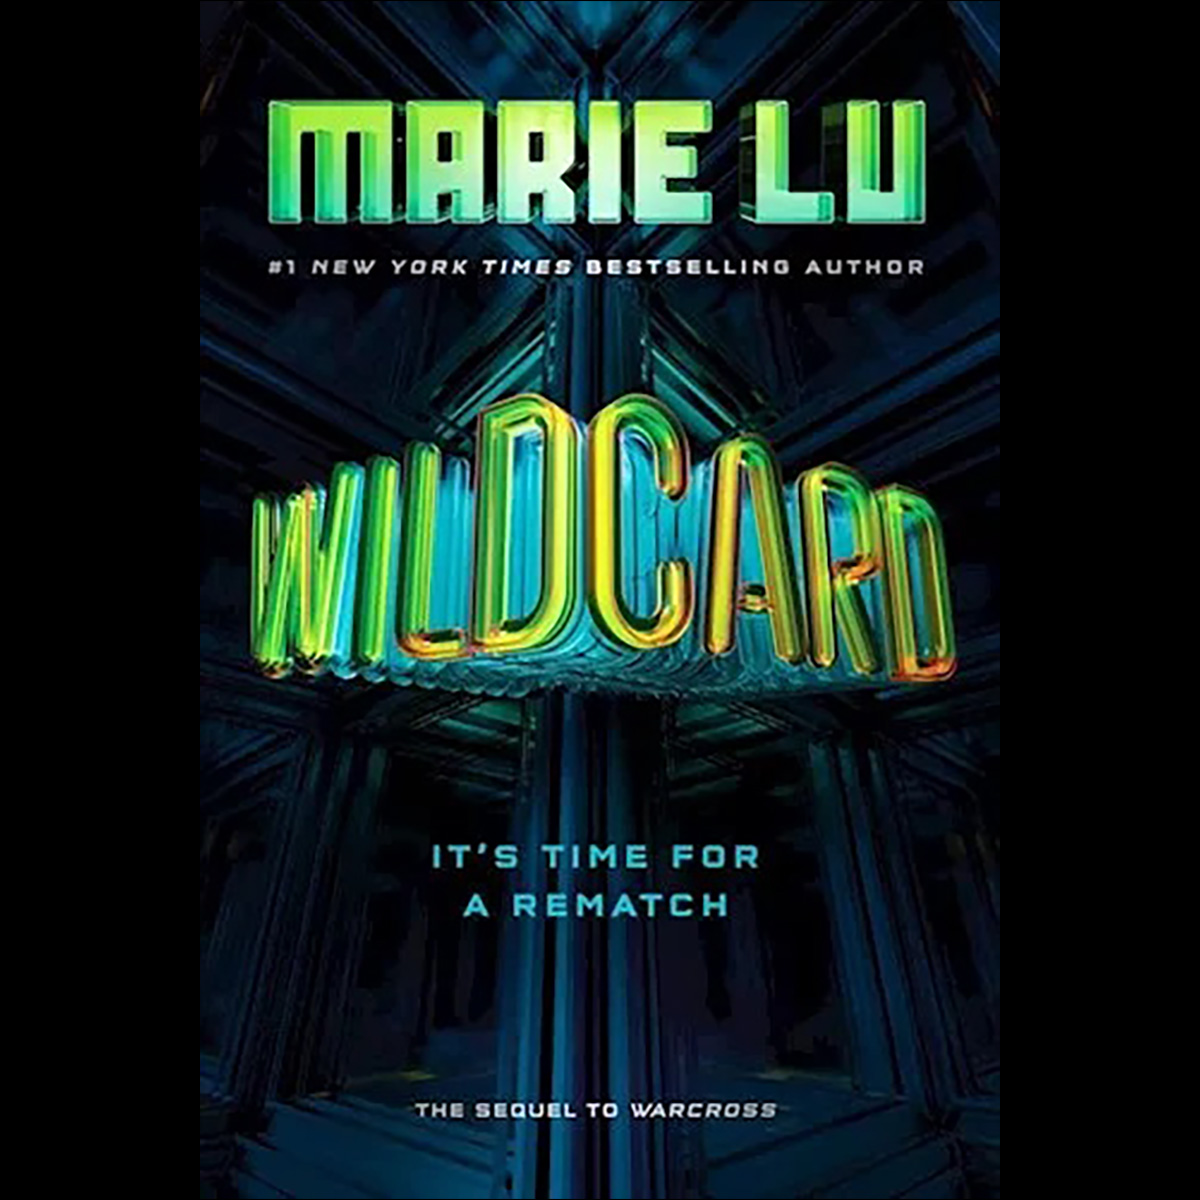 MARIE LU
#1 NEW YORK TIMES BESTSELLING AUTHOR
WILDCARD
IT'S TIME FOR
A REMATCH
THE SEQUEL TO WARCROSS